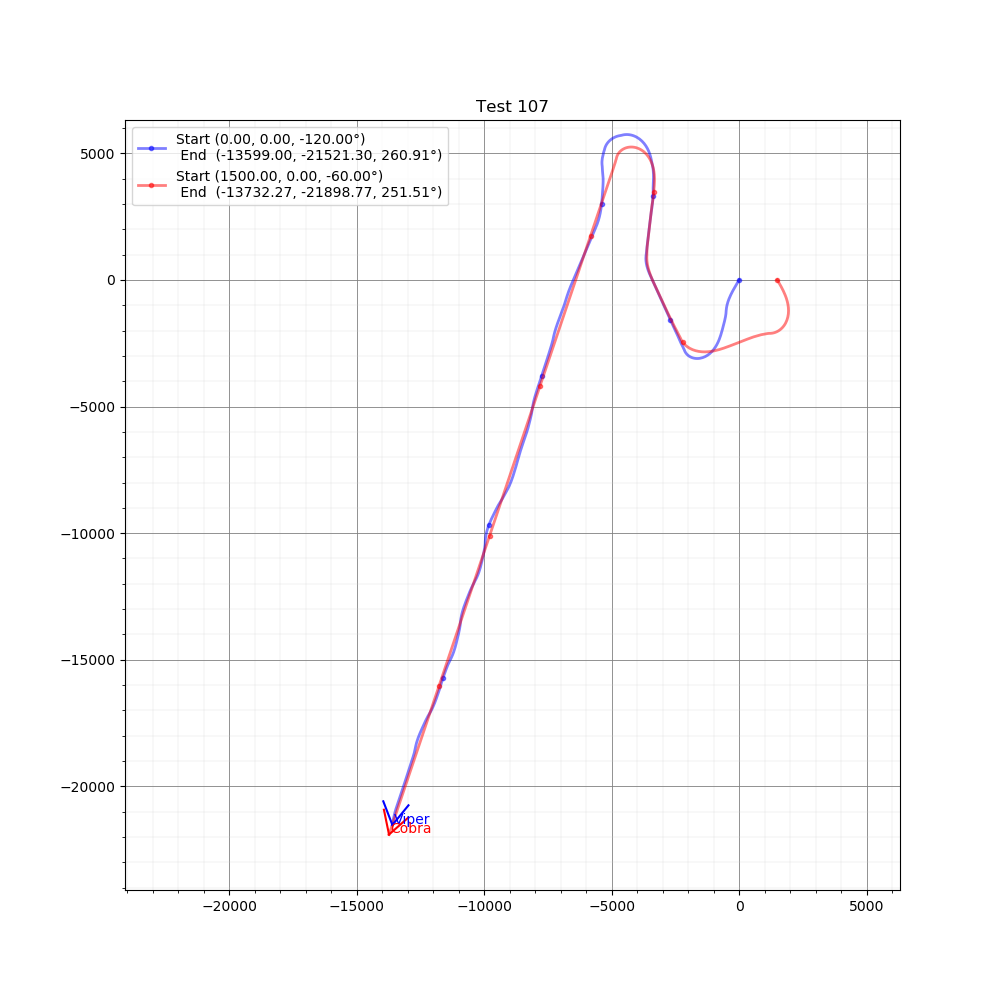 Test 107
Start (0.00, 0.00, -120.00°)
End  (-13599.00, -21521.30, 260.91°)
Start (1500.00, 0.00, -60.00°)
End  (-13732.27, -21898.77, 251.51°)
5000
0
−5000
−10000
−15000
−20000
Viper
Cobra
−20000 −15000 −10000 −5000 0 5000